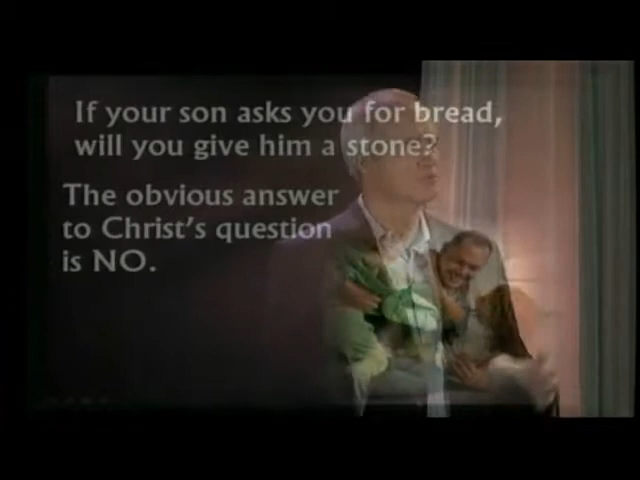 If your son asks you for bread,
will you give him a stone?
The obvious answer
to Christ's question
is NO.